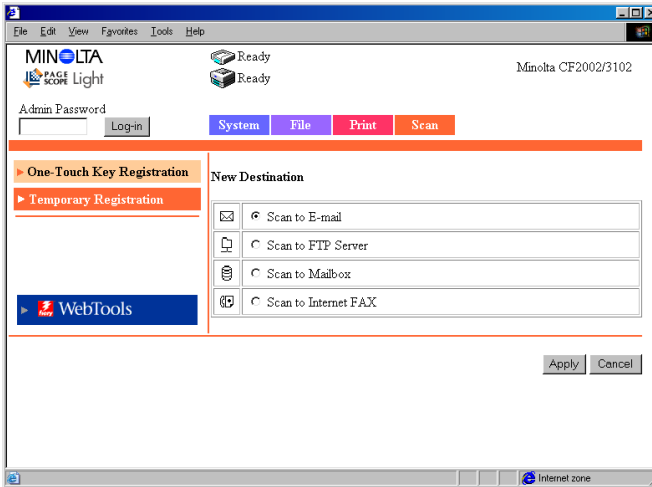 File Edit View Favorites Tools Help
MINOLTA
PAGE SCOPE Light
Ready
Ready
Minolta CF2002/3102
Admin Password
Log-in
System File Print Scan
One-Touch Key Registration
Temporary Registration
New Destination
Scan to E-mail
Scan to FTP Server
Scan to Mailbox
Scan to Internet FAX
fiery WebTools
Apply Cancel
Internet zone